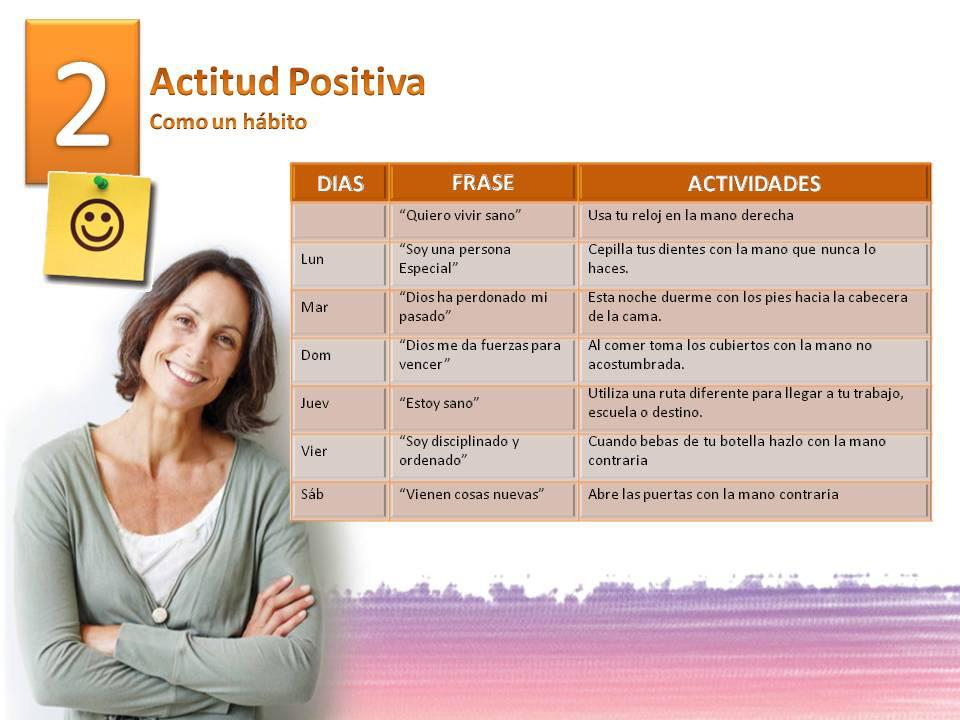 2
Actitud Positiva
Como un hábito
DIAS FRASE ACTIVIDADES
“Quiero vivir sano” Usa tu reloj en la mano derecha
Lun “Soy una persona Especial” Cepilla tus dientes con la mano que nunca lo haces.
Mar “Dios ha perdonado mi pasado” Esta noche duerme con los pies hacia la cabecera de la cama.
Dom “Dios me da fuerzas para vencer” Al comer toma los cubiertos con la mano no acostumbrada.
Juev “Estoy sano” Utiliza una ruta diferente para llegar a tu trabajo, escuela o destino.
Vier “Soy disciplinado y ordenado” Cuando bebas de tu botella hazlo con la mano contraria
Sáb “Vienen cosas nuevas” Abre las puertas con la mano contraria